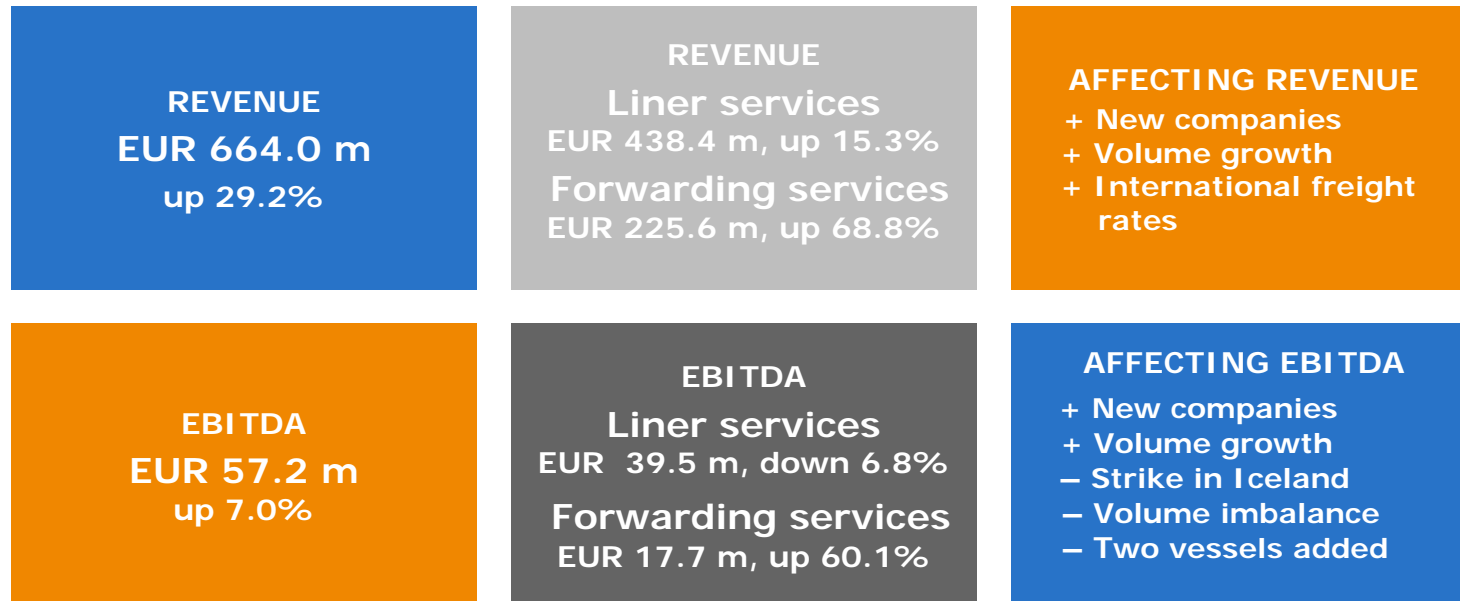 REVENUE
EUR 664.0 m
up 29.2%
REVENUE
Liner services
EUR 438.4 m, up 15.3%
Forwarding services
EUR 225.6 m, up 68.8%
AFFECTING REVENUE
+ New companies
+ Volume growth
+ International freight
rates
EBITDA
EUR 57.2 m
up 7.0%
EBITDA
Liner services
EUR 39.5 m, down 6.8%
Forwarding services
EUR 17.7 m, up 60.1%
AFFECTING EBITDA
+ New companies
+ Volume growth
– Strike in Iceland
– Volume imbalance
– Two vessels added